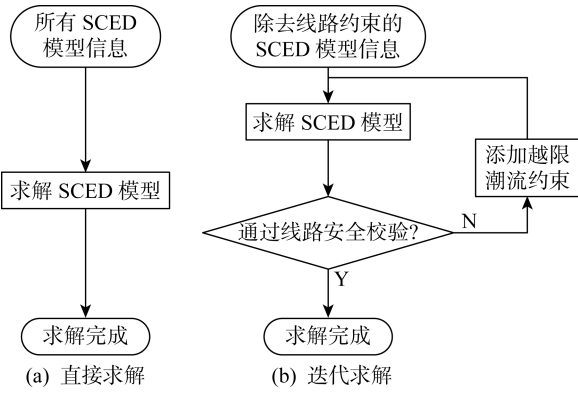 所有 SCED
模型信息
求解 SCED 模型
求解完成
(a) 直接求解
除去线路约束的
SCED 模型信息
求解 SCED 模型
添加越限
潮流约束
通过线路安全校验?
N
Y
求解完成
(b) 迭代求解